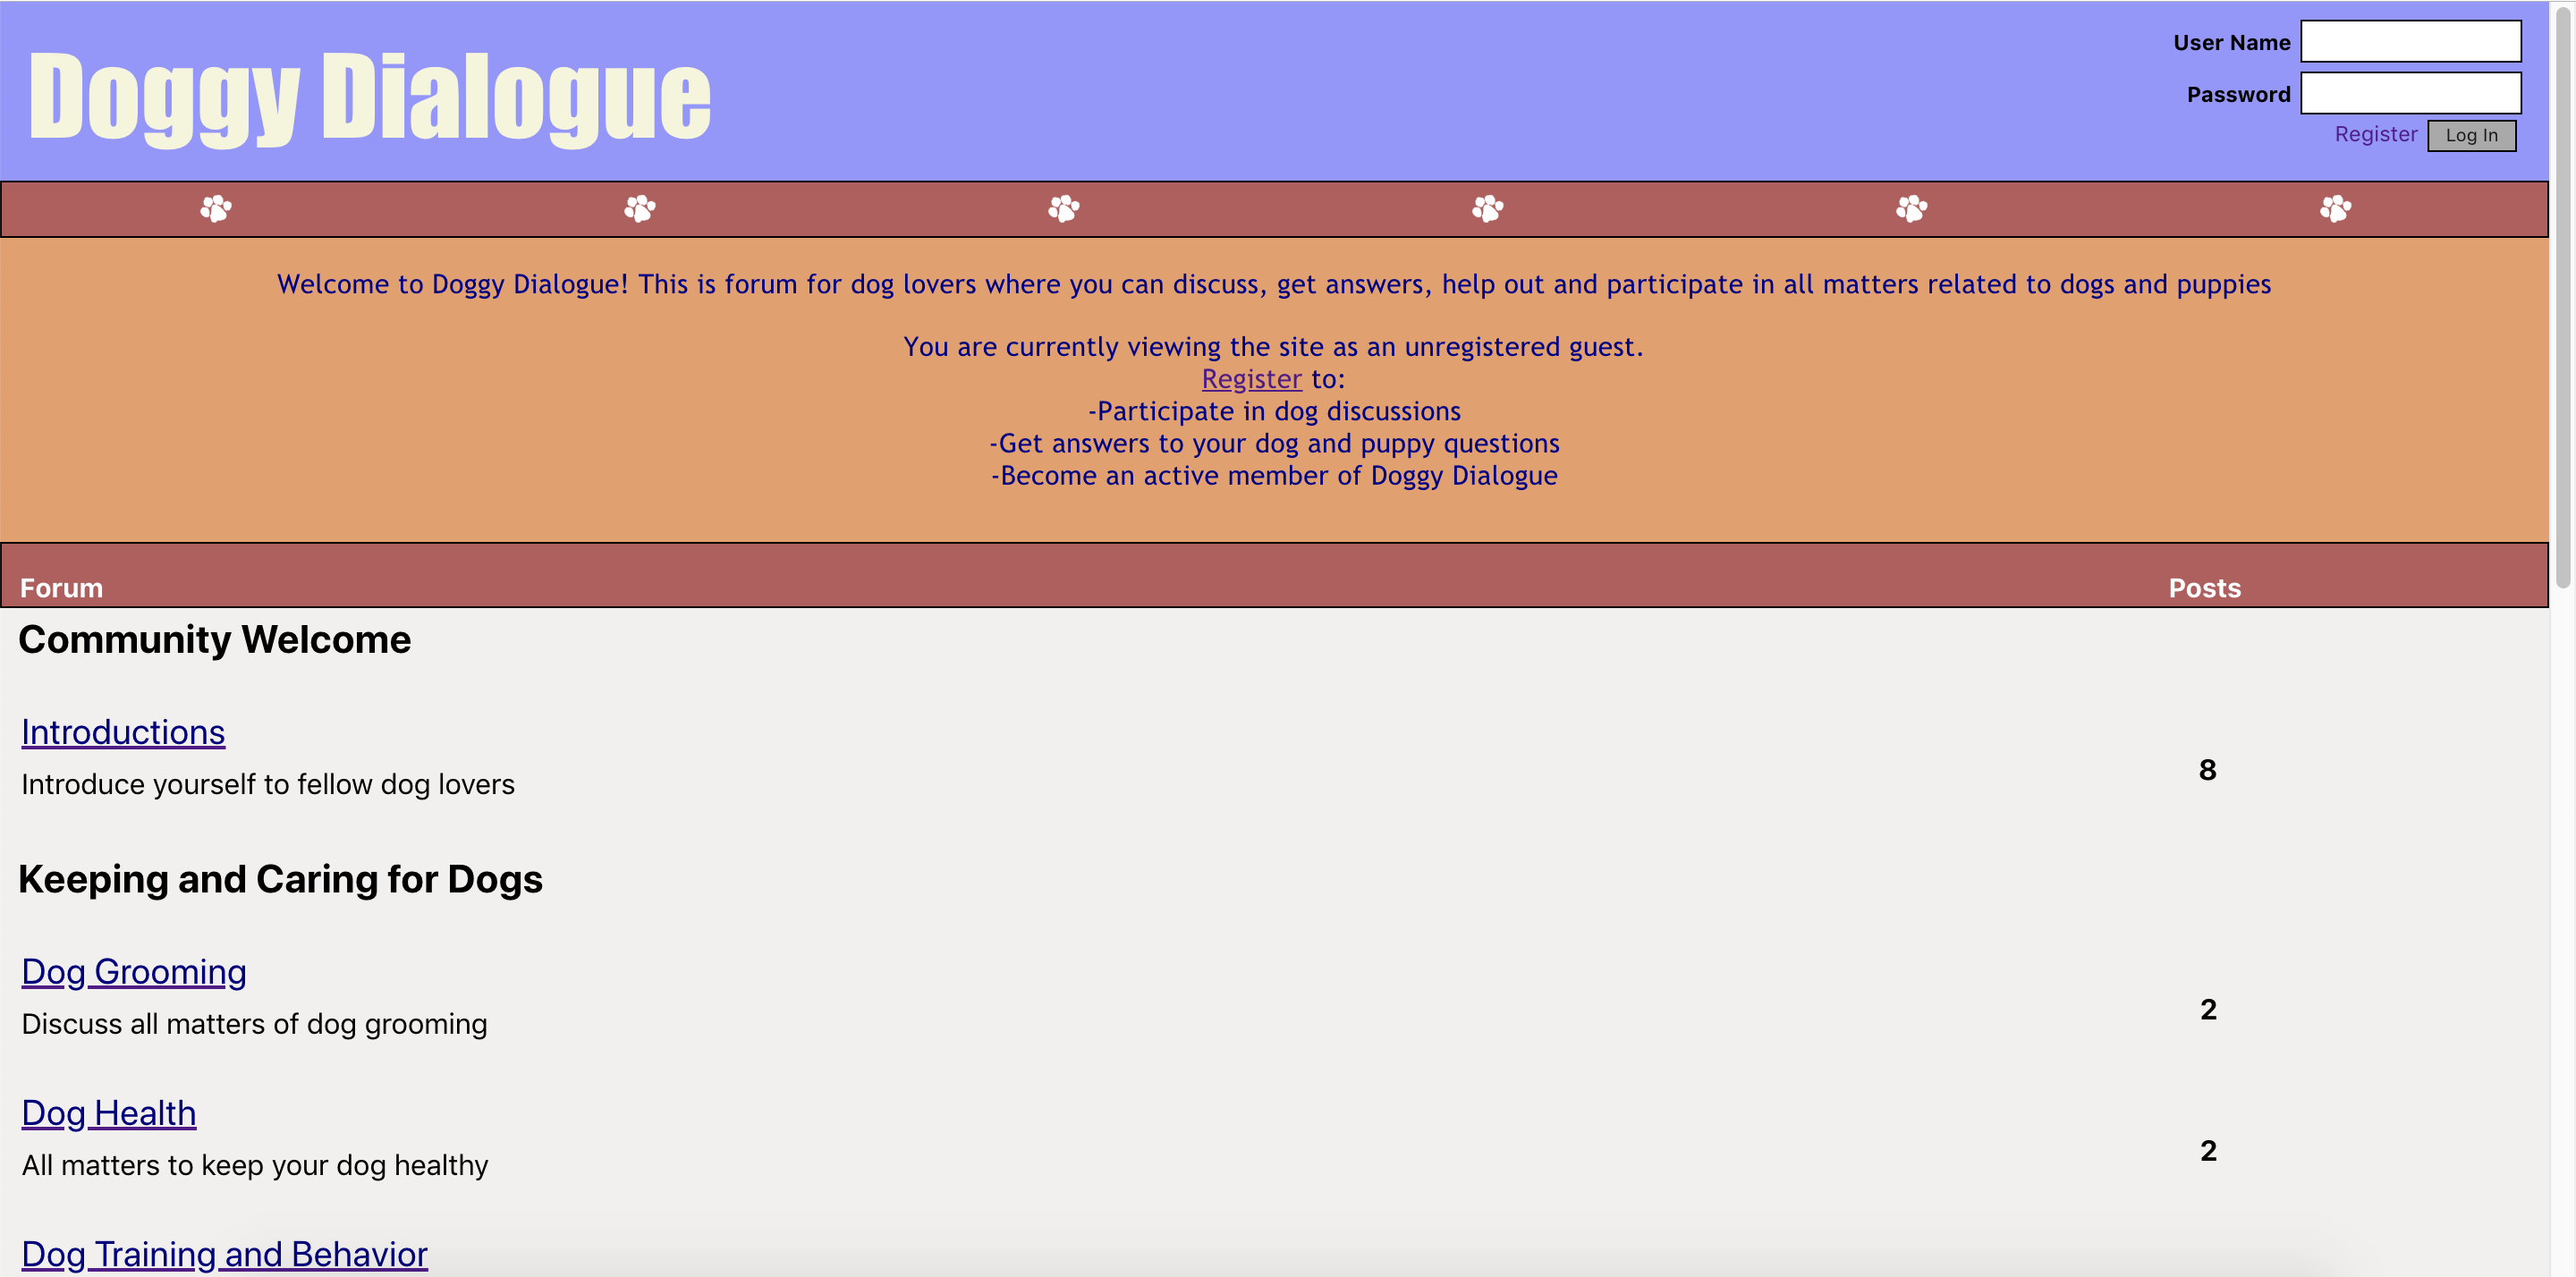 Doggy Dialogue
User Name
Password
Register Log In
Welcome to Doggy Dialogue! This is forum for dog lovers where you can discuss, get answers, help out and participate in all matters related to dogs and puppies
You are currently viewing the site as an unregistered guest.
Register to:
-Participate in dog discussions
-Get answers to your dog and puppy questions
-Become an active member of Doggy Dialogue
Forum Posts
Community Welcome
Introductions
Introduce yourself to fellow dog lovers
8
Keeping and Caring for Dogs
Dog Grooming
Discuss all matters of dog grooming
2
Dog Health
All matters to keep your dog healthy
2
Dog Training and Behavior